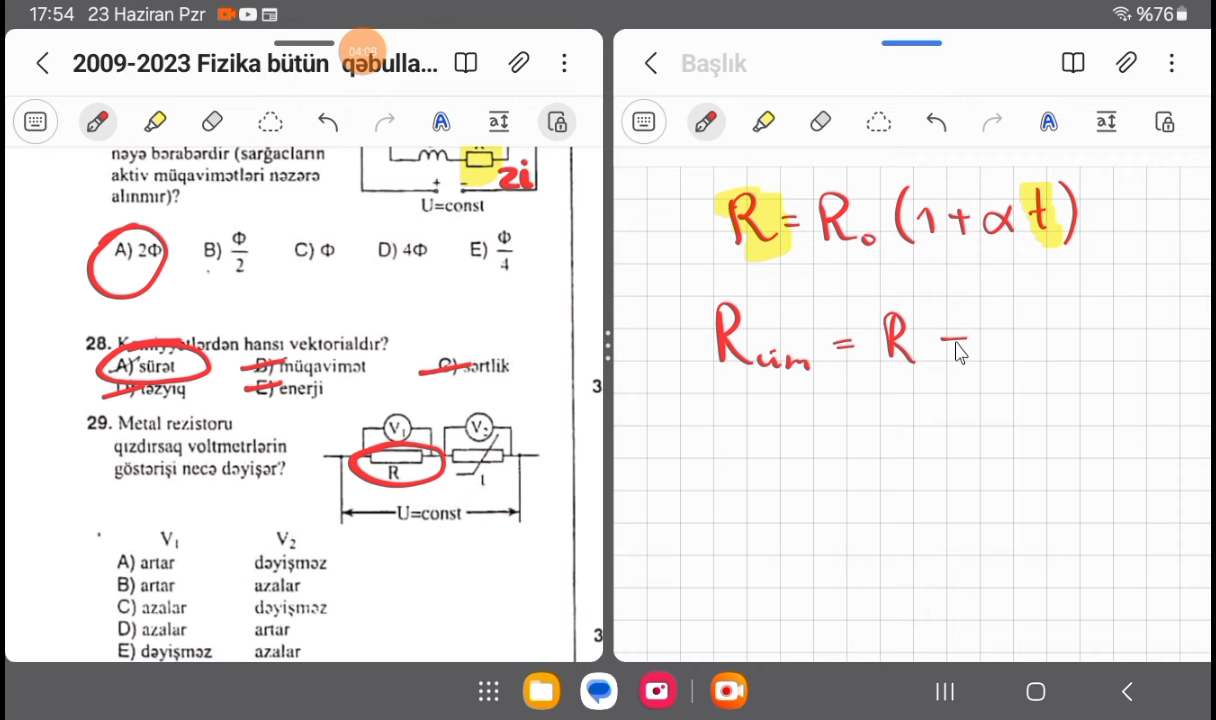 17:54 23 Haziran Pzr %76
04:08
2009-2023 Fizika bütün qəbulla...
Başlık
nəyə bərabərdir (sarğacların
aktiv müqavimətləri nəzərə
alınmır)?
zi
+ -
U=const
A) 2Φ B) Φ/2 C) Φ D) 4Φ E) Φ/4
28. Kəmiyyətlərdən hansı vektorialdır?
A) sürət B) müqavimət C) sərtlik
D) təzyiq E) enerji
29. Metal rezistoru
qızdırsaq voltmetrlərin
göstərişi necə dəyişər?
V₁ V₂
R t
U=const
V₁ V₂
A) artar dəyişməz
B) artar azalar
C) azalar dəyişməz
D) azalar artar
E) dəyişməz azalar
3
3
R = R₀ (1+αt)
Rüm = R –